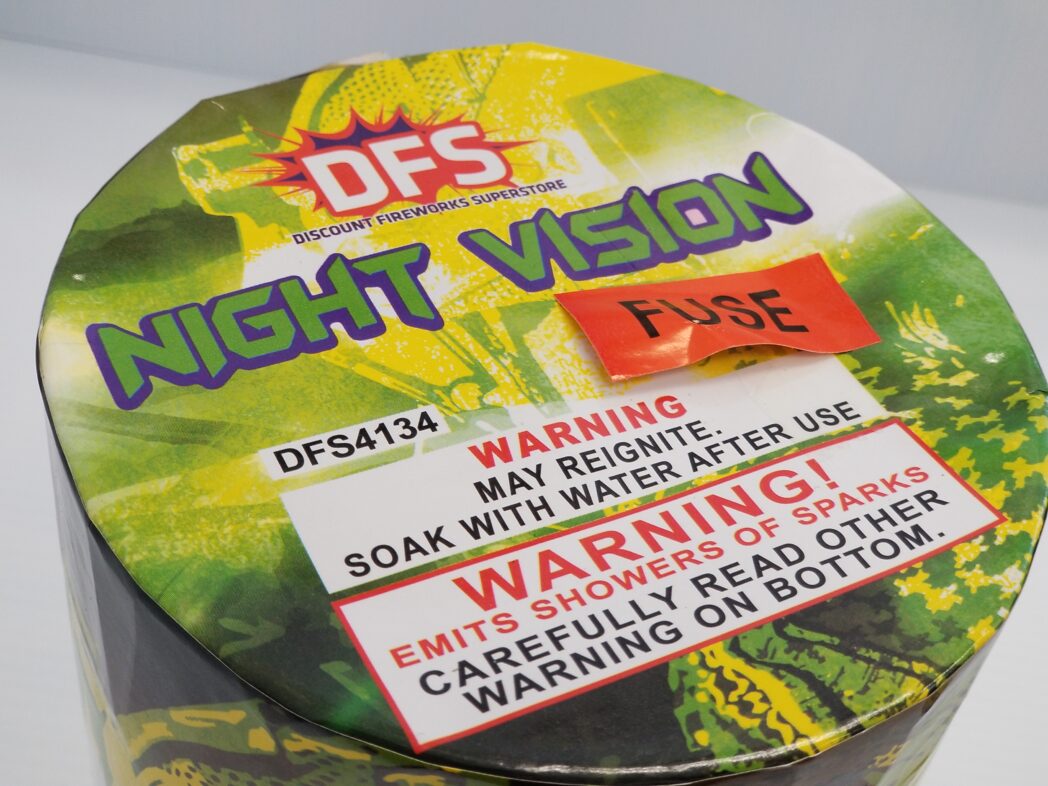 DFS
DISCOUNT FIREWORKS SUPERSTORE
NIGHT VISION
FUSE
DFS4134
WARNING
MAY REIGNITE.
SOAK WITH WATER AFTER USE
WARNING!
EMITS SHOWERS OF SPARKS
CAREFULLY READ OTHER
WARNING ON BOTTOM.